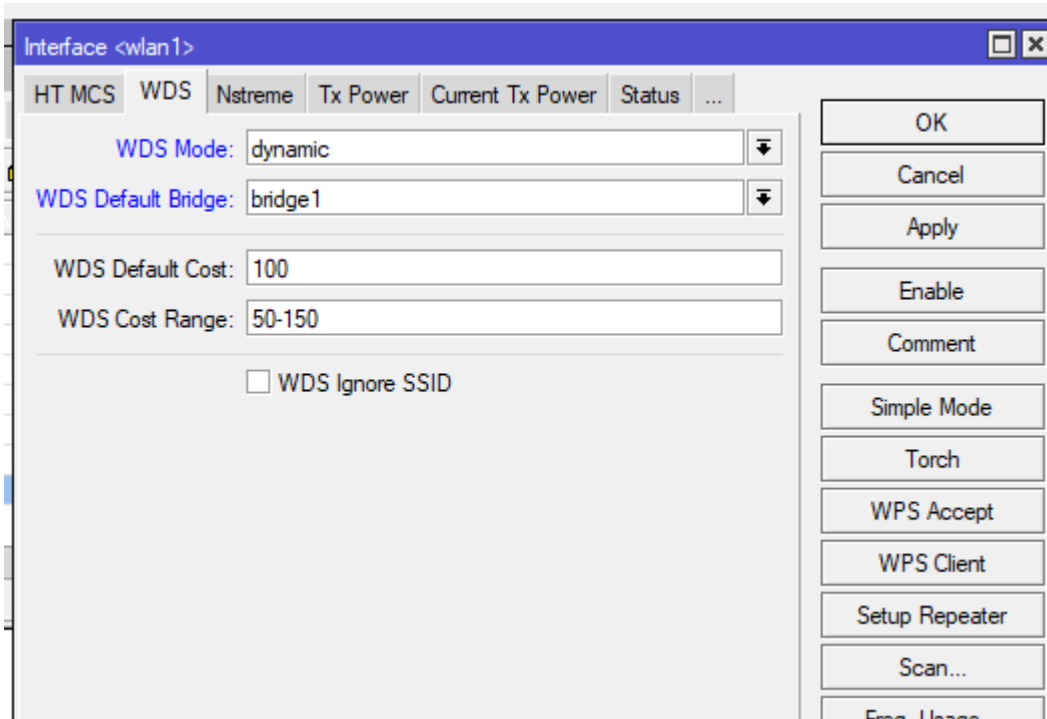 Interface <wlan1>
HT MCS WDS Nstreme Tx Power Current Tx Power Status ...
WDS Mode: dynamic
WDS Default Bridge: bridge1
WDS Default Cost: 100
WDS Cost Range: 50-150
WDS Ignore SSID
OK
Cancel
Apply
Enable
Comment
Simple Mode
Torch
WPS Accept
WPS Client
Setup Repeater
Scan...